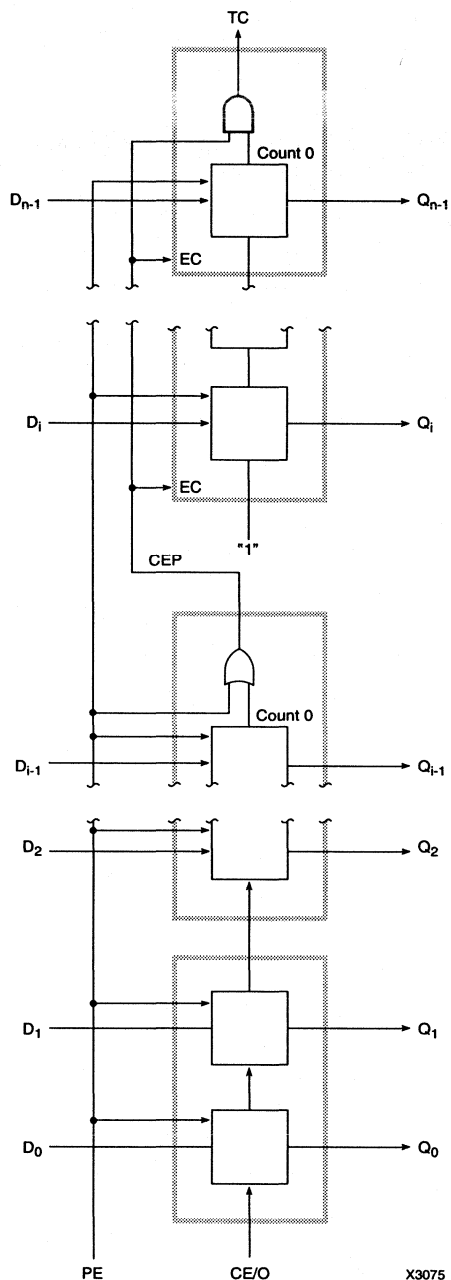 TC
Count 0
Dn-1
Qn-1
EC
Di
Qi
EC
"1"
CEP
Count 0
Di-1
Qi-1
D2
Q2
D1
Q1
D0
Q0
PE
CE/O
X3075